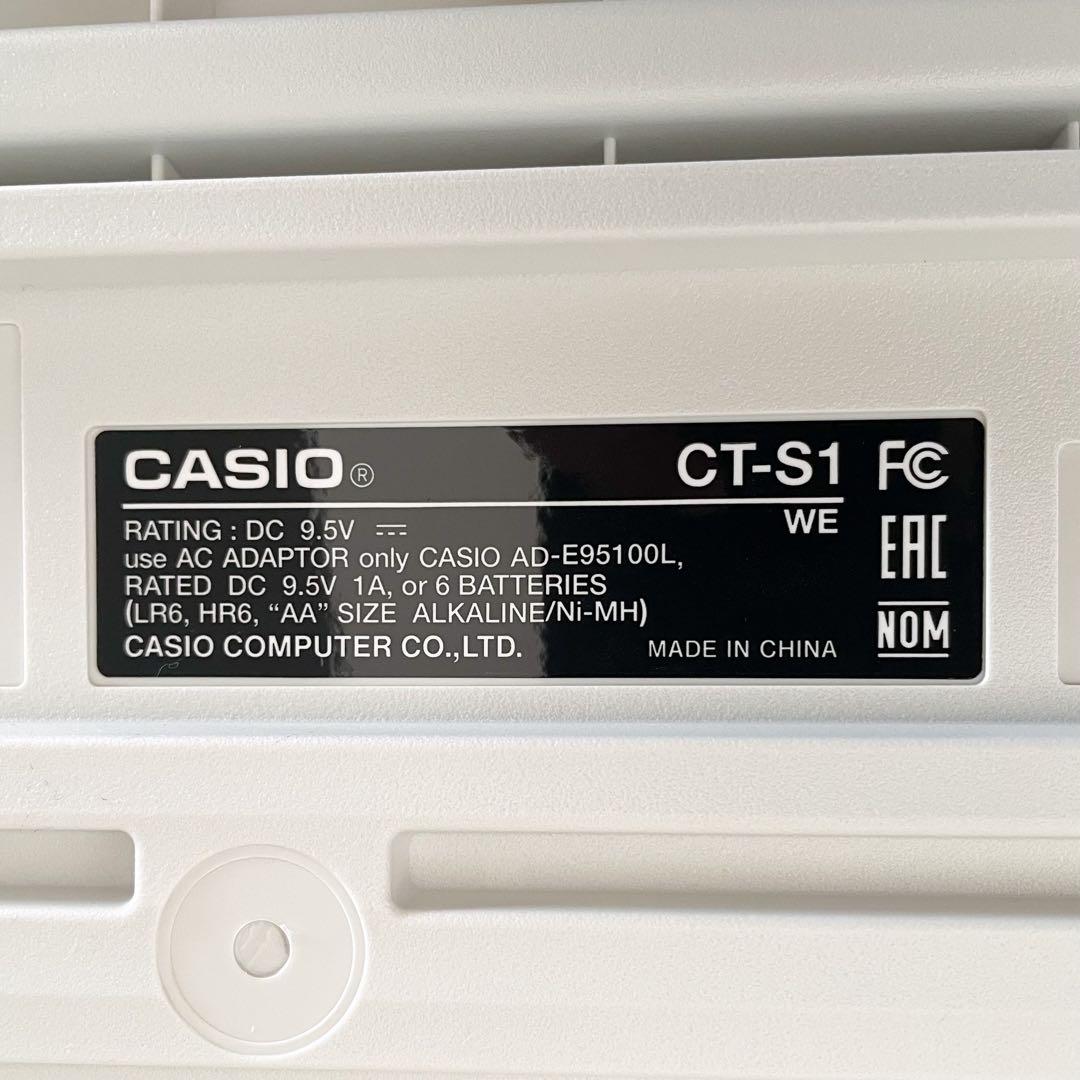 CASIO®
CT-S1
WE
RATING : DC 9.5V ⎓
use AC ADAPTOR only CASIO AD-E95100L,
RATED DC 9.5V 1A, or 6 BATTERIES
(LR6, HR6, “AA” SIZE ALKALINE/Ni-MH)
CASIO COMPUTER CO.,LTD.
MADE IN CHINA
FC
EAC
NOM